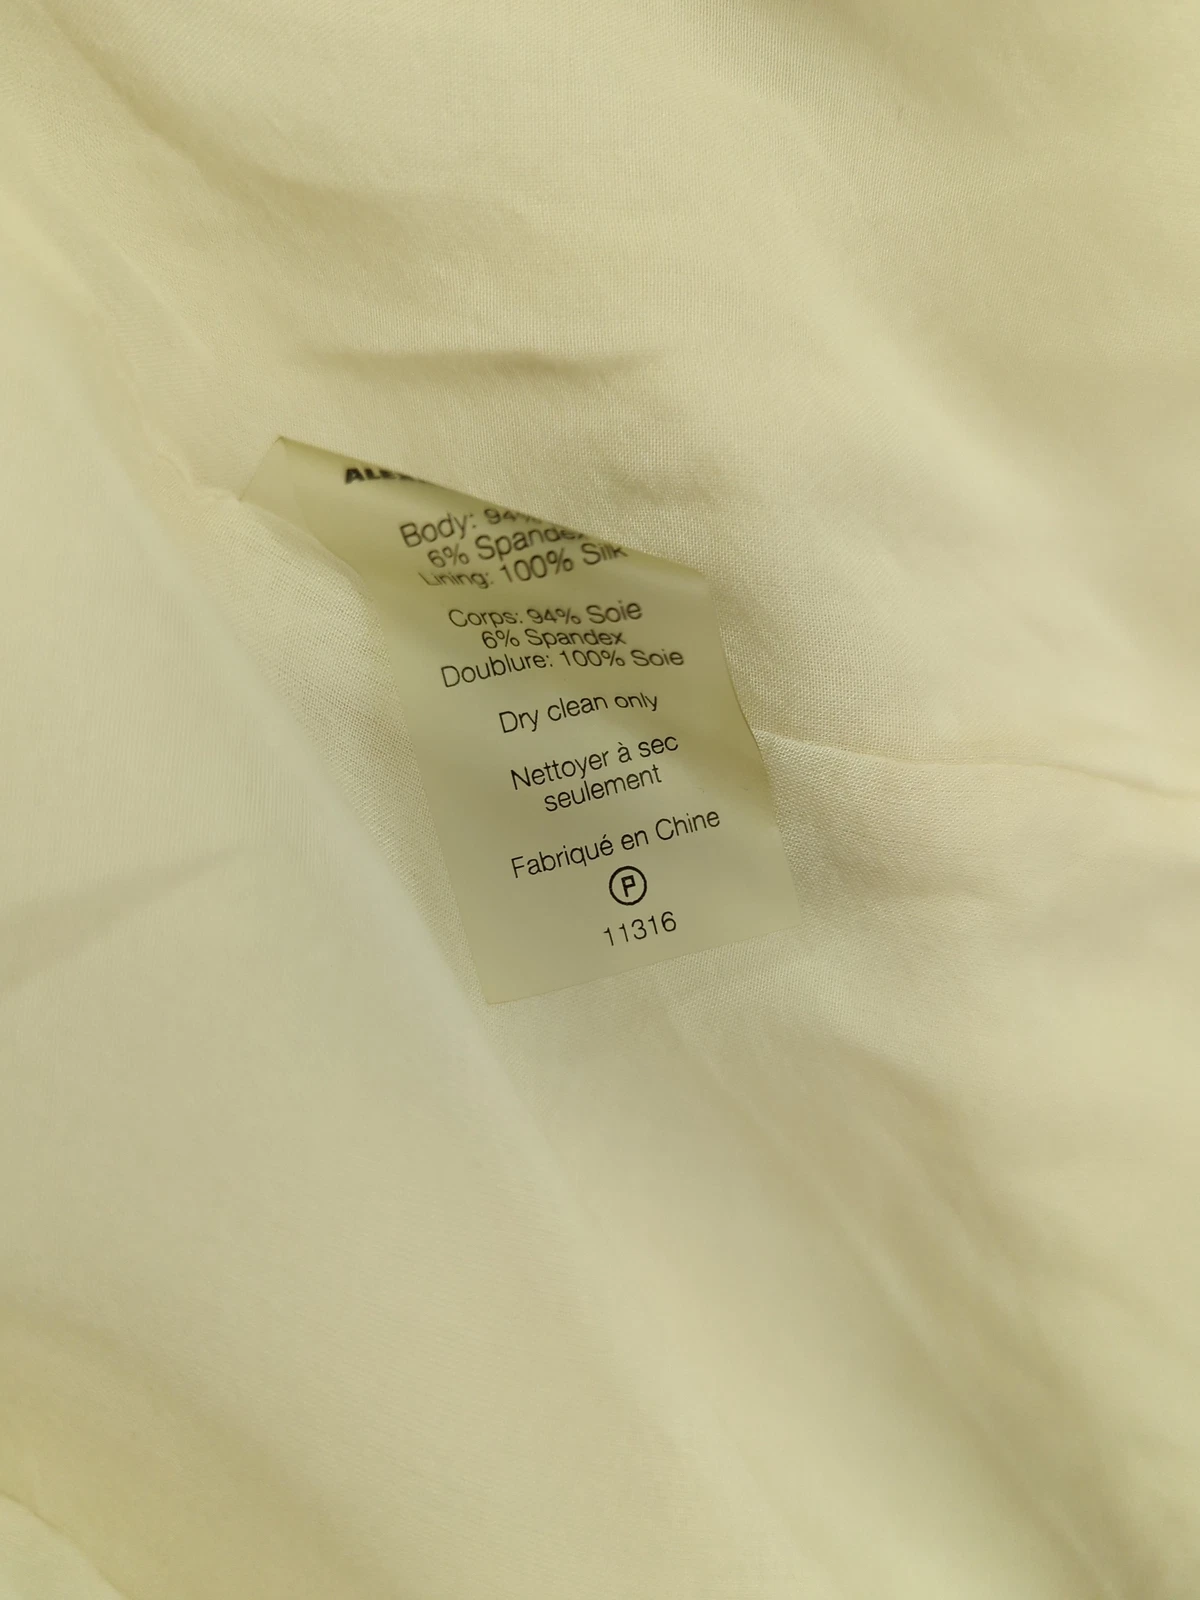 Body: 94%
6% Spandex
Lining: 100% Silk
Corps: 94% Soie
6% Spandex
Doublure: 100% Soie
Dry clean only
Nettoyer à sec
seulement
Fabriqué en Chine
P
11316